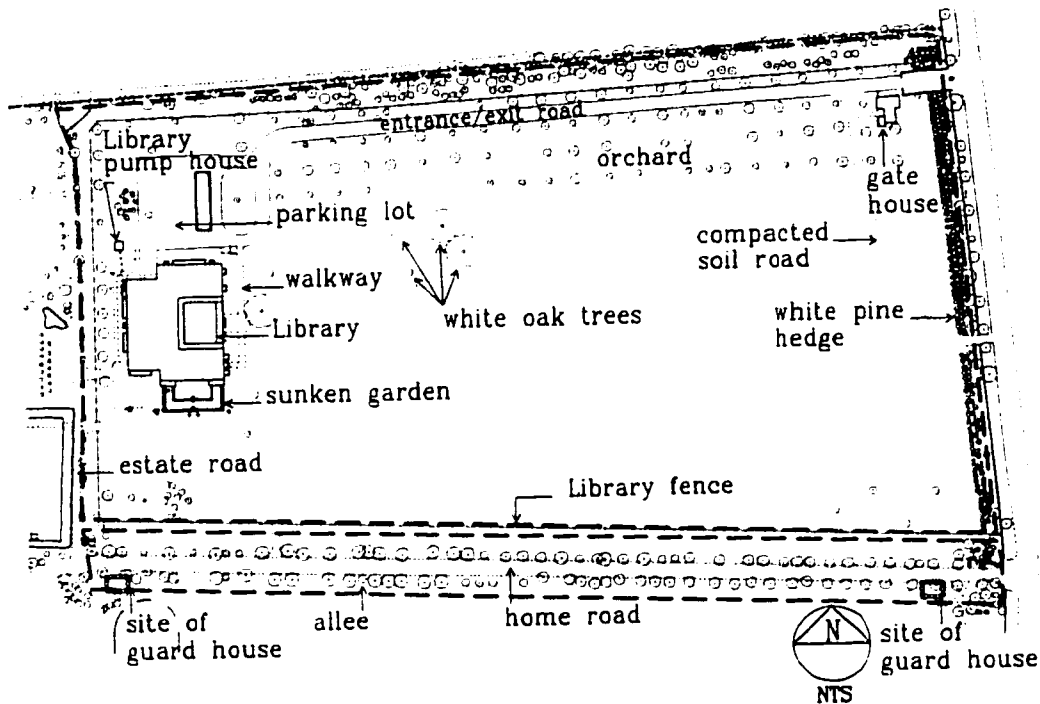 entrance/exit road
Library
pump house
orchard
gate
house
parking lot
compacted
soil road
walkway
white oak trees
white pine
hedge
Library
sunken garden
estate road
Library fence
site of
guard house
allee
home road
N
NTS
site of
guard house